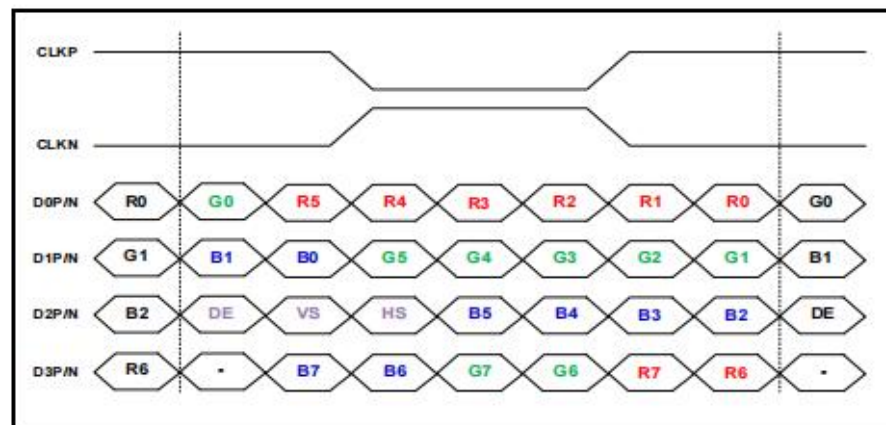 CLKP
CLKN
D0P/N R0 G0 R5 R4 R3 R2 R1 R0 G0
D1P/N G1 B1 B0 G5 G4 G3 G2 G1 B1
D2P/N B2 DE VS HS B5 B4 B3 B2 DE
D3P/N R6 - B7 B6 G7 G6 R7 R6 -